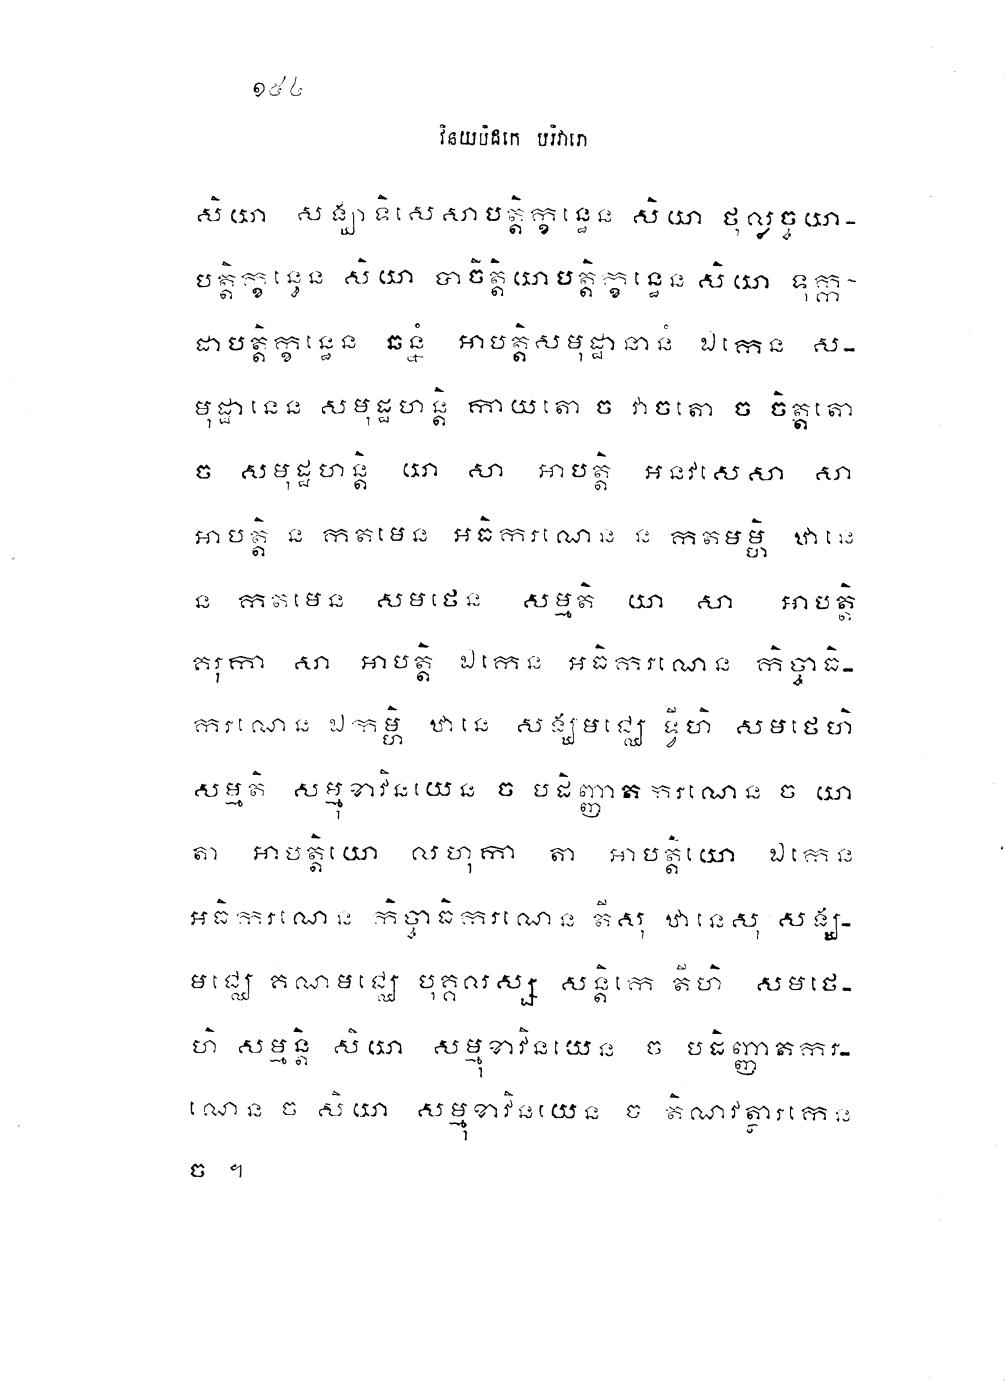 ១៥៤
វិនយបិដកេ បរិវារោ
សិយា សង្ឃាទិសេសាបត្តិក្ខន្ធេន សិយា ថុល្លច្ចយា-
បត្តិក្ខន្ធេន សិយា បាចិត្តិយាបត្តិក្ខន្ធេន សិយា ទុក្ក-
ដាបត្តិក្ខន្ធេន ឆន្នំ អាបត្តិសមុដ្ឋានានំ ឯកេន ស-
មុដ្ឋានេន សមុដ្ឋហន្តិ កាយតោ ច វាចតោ ច ចិត្តតោ
ច សមុដ្ឋហន្តិ យា សា អាបត្តិ អនវសេសា សា
អាបត្តិ ន កតមេន អធិករណេន ន កតមម្ហិ ឋានេ
ន កតមេន សមថេន សម្មតិ យា សា អាបត្តិ
គរុកា សា អាបត្តិ ឯកេន អធិករណេន កិច្ចាធិ-
ករណេន ឯកម្ហិ ឋានេ សង្ឃមជ្ឈេ ទ្វីហិ សមថេហិ
សម្មតិ សម្មុខាវិនយេន ច បដិញ្ញាតករណេន ច យា
តា អាបត្តិយោ លហុកា តា អាបត្តិយោ ឯកេន
អធិករណេន កិច្ចាធិករណេន តីសុ ឋានេសុ សង្ឃ-
មជ្ឈេ គណមជ្ឈេ បុគ្គលស្ស សន្តិកេ តីហិ សមថេ-
ហិ សម្មន្តិ សិយា សម្មុខាវិនយេន ច បដិញ្ញាតករ-
ណេន ច សិយា សម្មុខាវិនយេន ច តិណវត្ថារកេន
ច ។